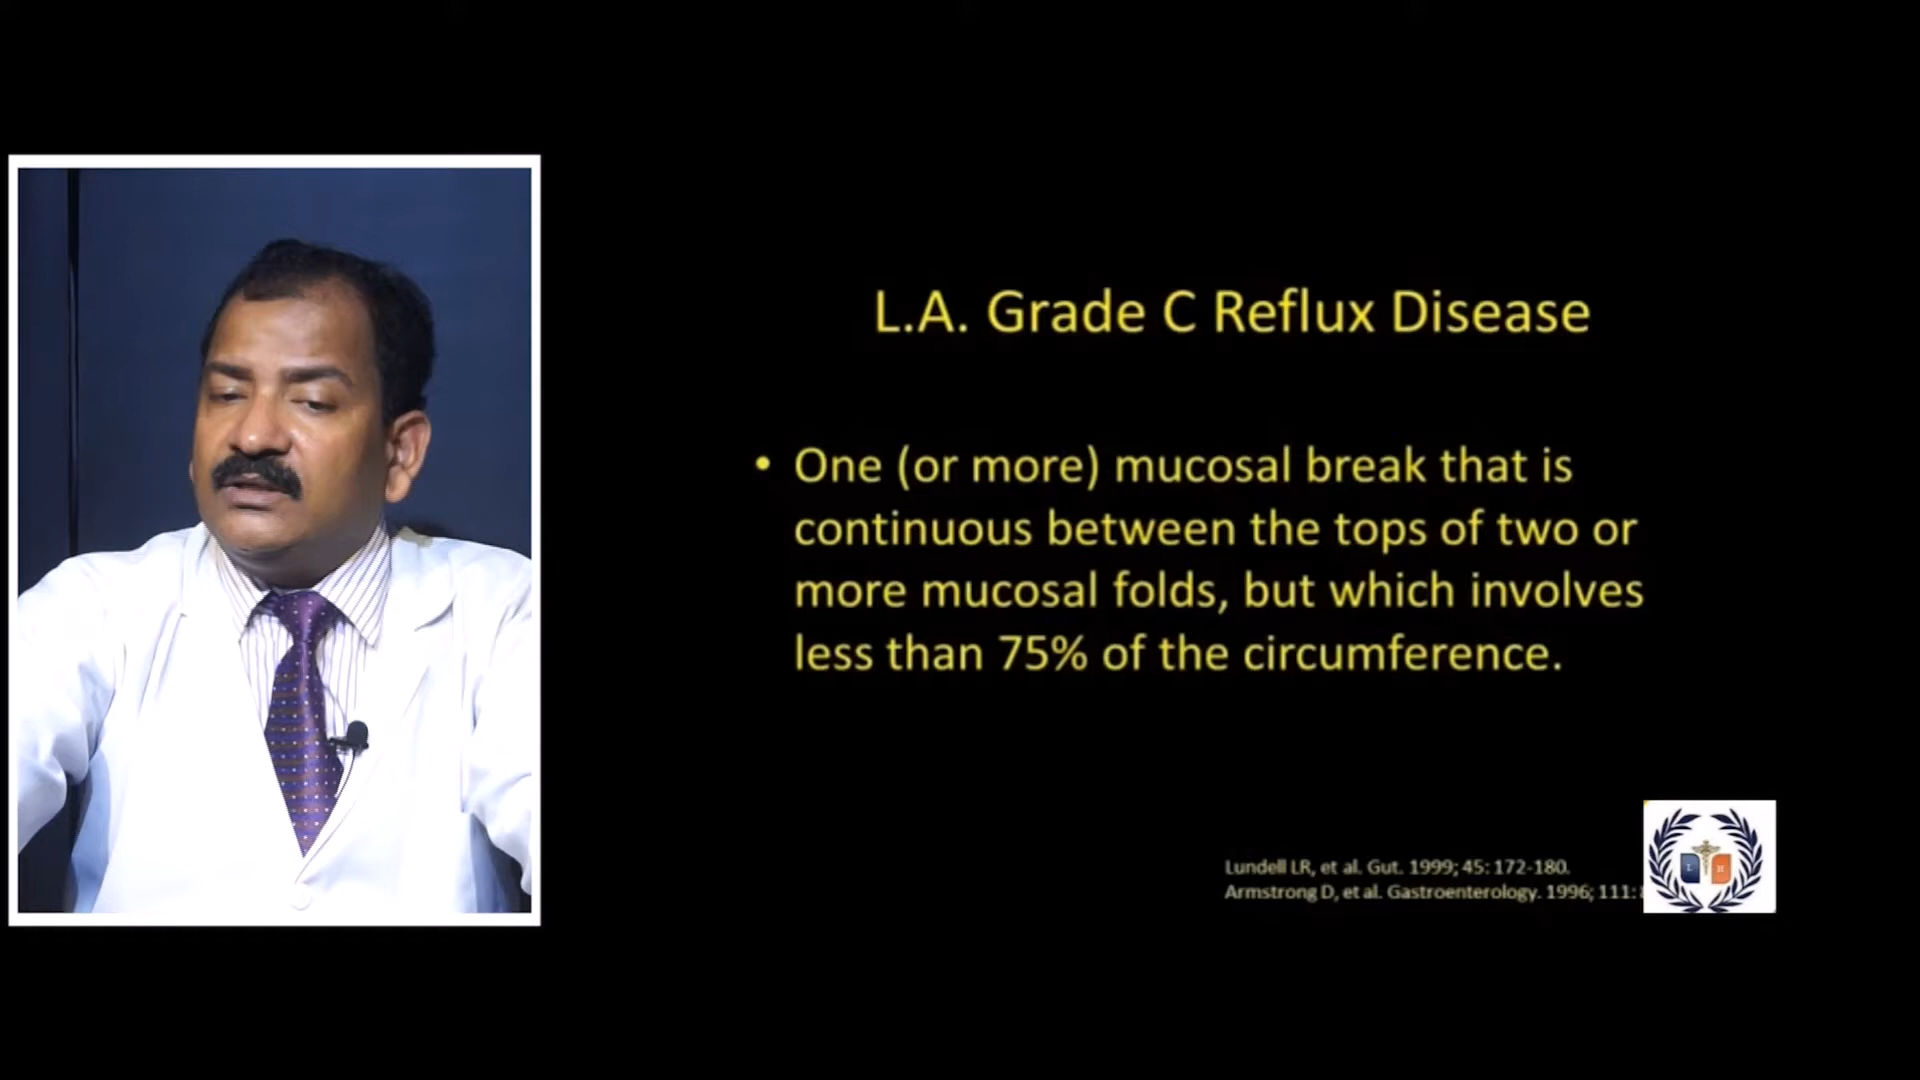 L.A. Grade C Reflux Disease
• One (or more) mucosal break that is
continuous between the tops of two or
more mucosal folds, but which involves
less than 75% of the circumference.
Lundell LR, et al. Gut. 1999; 45: 172-180.
Armstrong D, et al. Gastroenterology. 1996; 111:
L H